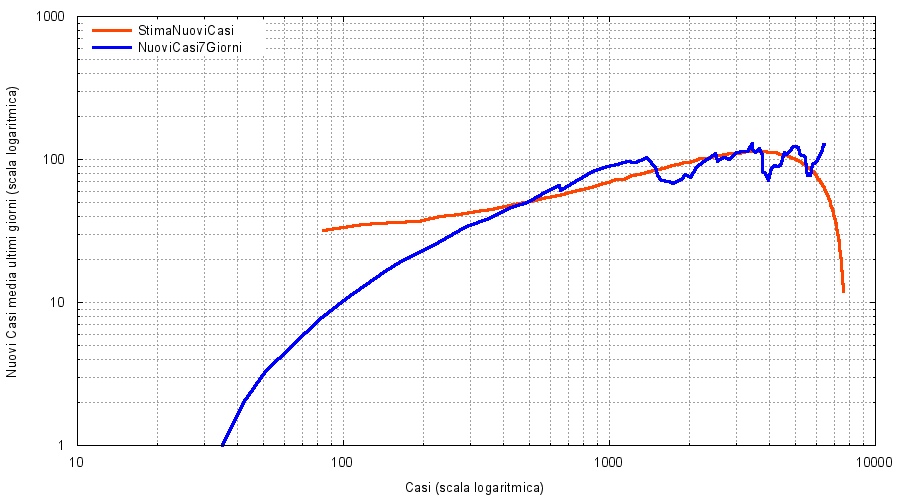 1000
StimaNuoviCasi
NuoviCasi7Giorni
100
10
1
Nuovi Casi media ultimi giorni (scala logaritmica)
10 100 1000 10000
Casi (scala logaritmica)